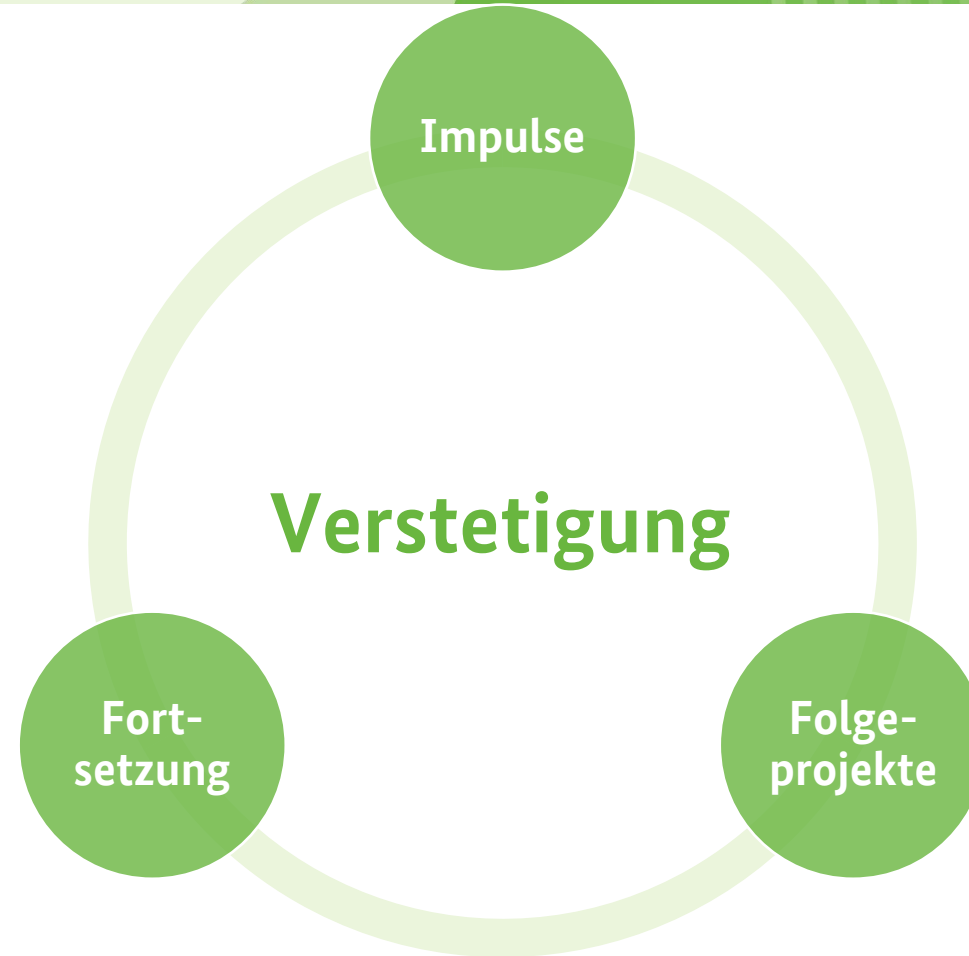 Impulse
Verstetigung
Fort-
setzung
Folge-
projekte